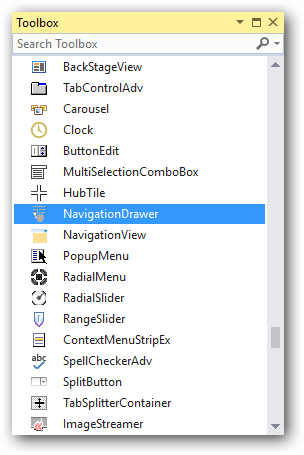 Toolbox
Search Toolbox
BackStageView
TabControlAdv
Carousel
Clock
ButtonEdit
MultiSelectionComboBox
HubTile
NavigationDrawer
NavigationView
PopupMenu
RadialMenu
RadialSlider
RangeSlider
ContextMenuStripEx
abc SpellCheckerAdv
SplitButton
TabSplitterContainer
ImageStreamer